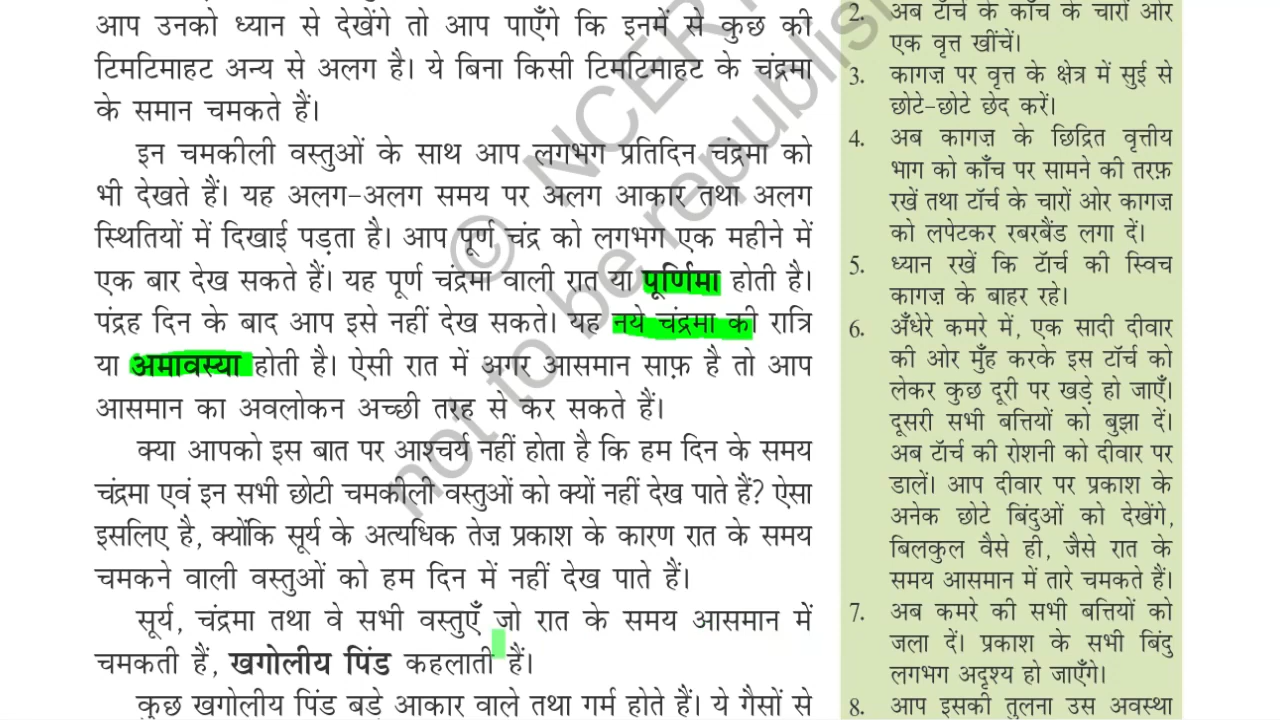 आप उनको ध्यान से देखेंगे तो आप पाएँगे कि इनमें से कुछ की
टिमटिमाहट अन्य से अलग है। ये बिना किसी टिमटिमाहट के चंद्रमा
के समान चमकते हैं।
इन चमकीली वस्तुओं के साथ आप लगभग प्रतिदिन चंद्रमा को
भी देखते हैं। यह अलग-अलग समय पर अलग आकार तथा अलग
स्थितियों में दिखाई पड़ता है। आप पूर्ण चंद्र को लगभग एक महीने में
एक बार देख सकते हैं। यह पूर्ण चंद्रमा वाली रात या पूर्णिमा होती है।
पंद्रह दिन के बाद आप इसे नहीं देख सकते। यह नये चंद्रमा की रात्रि
या अमावस्या होती है। ऐसी रात में अगर आसमान साफ़ है तो आप
आसमान का अवलोकन अच्छी तरह से कर सकते हैं।
क्या आपको इस बात पर आश्चर्य नहीं होता है कि हम दिन के समय
चंद्रमा एवं इन सभी छोटी चमकीली वस्तुओं को क्यों नहीं देख पाते हैं? ऐसा
इसलिए है, क्योंकि सूर्य के अत्यधिक तेज़ प्रकाश के कारण रात के समय
चमकने वाली वस्तुओं को हम दिन में नहीं देख पाते हैं।
सूर्य, चंद्रमा तथा वे सभी वस्तुएँ जो रात के समय आसमान में
चमकती हैं, खगोलीय पिंड कहलाती हैं।
कुछ खगोलीय पिंड बड़े आकार वाले तथा गर्म होते हैं। ये गैसों से
2. अब टॉर्च के काँच के चारों ओर
एक वृत्त खींचें।
3. कागज़ पर वृत्त के क्षेत्र में सुई से
छोटे-छोटे छेद करें।
4. अब कागज़ के छिद्रित वृत्तीय
भाग को काँच पर सामने की तरफ़
रखें तथा टॉर्च के चारों ओर कागज़
को लपेटकर रबरबैंड लगा दें।
5. ध्यान रखें कि टॉर्च की स्विच
कागज़ के बाहर रहे।
6. अँधेरे कमरे में, एक सादी दीवार
की ओर मुँह करके इस टॉर्च को
लेकर कुछ दूरी पर खड़े हो जाएँ।
दूसरी सभी बत्तियों को बुझा दें।
अब टॉर्च की रोशनी को दीवार पर
डालें। आप दीवार पर प्रकाश के
अनेक छोटे बिंदुओं को देखेंगे,
बिलकुल वैसे ही, जैसे रात के
समय आसमान में तारे चमकते हैं।
7. अब कमरे की सभी बत्तियों को
जला दें। प्रकाश के सभी बिंदु
लगभग अदृश्य हो जाएँगे।
8. आप इसकी तुलना उस अवस्था
© NCERT
not to be republish